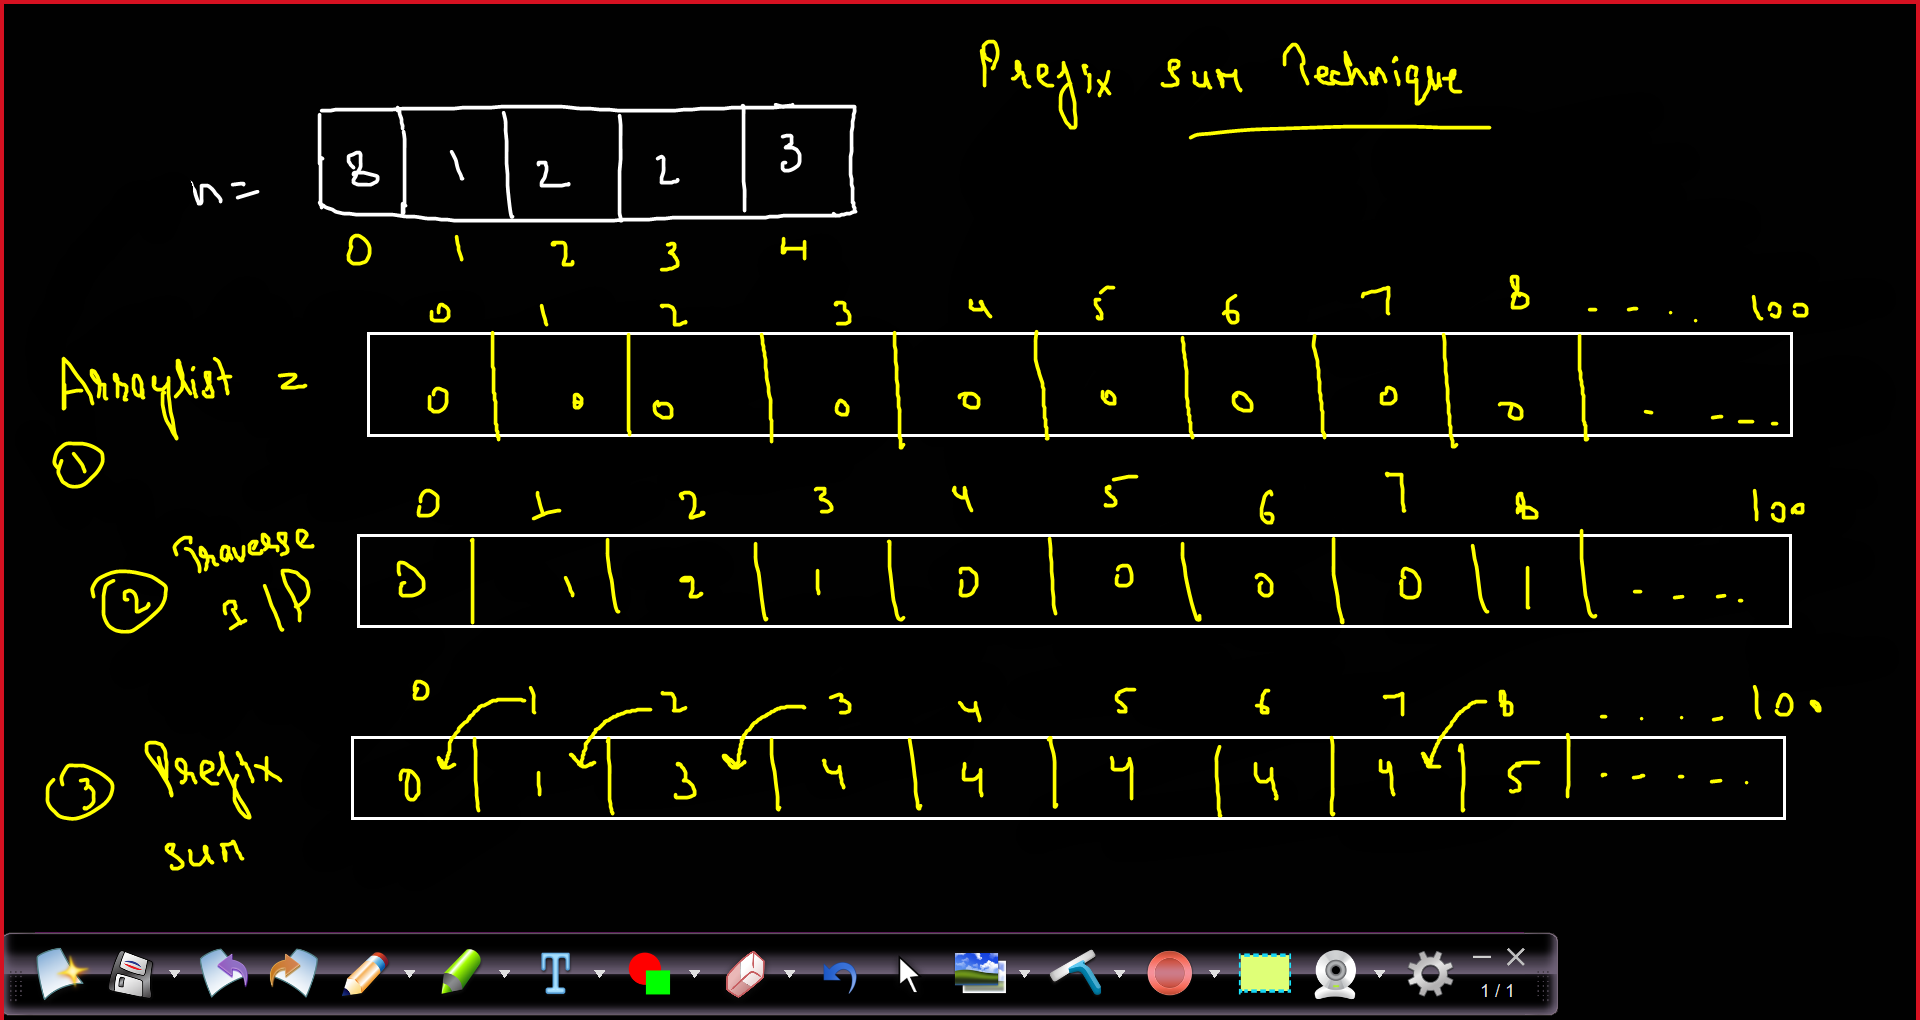 Prefix sum Technique
n= 8 1 2 2 3
0 1 2 3 4
0 1 2 3 4 5 6 7 8 - - . . 100
Arraylist = 0 0 0 0 0 0 0 0 0 - - - - -
1
0 1 2 3 4 5 6 7 8 100
2 Traverse I/P 0 1 2 1 0 0 0 0 1 - - - .
0 1 2 3 4 5 6 7 8 . . . - 100
3 Prefix sum 0 1 3 4 4 4 4 4 5 - - - - .
T
1 / 1